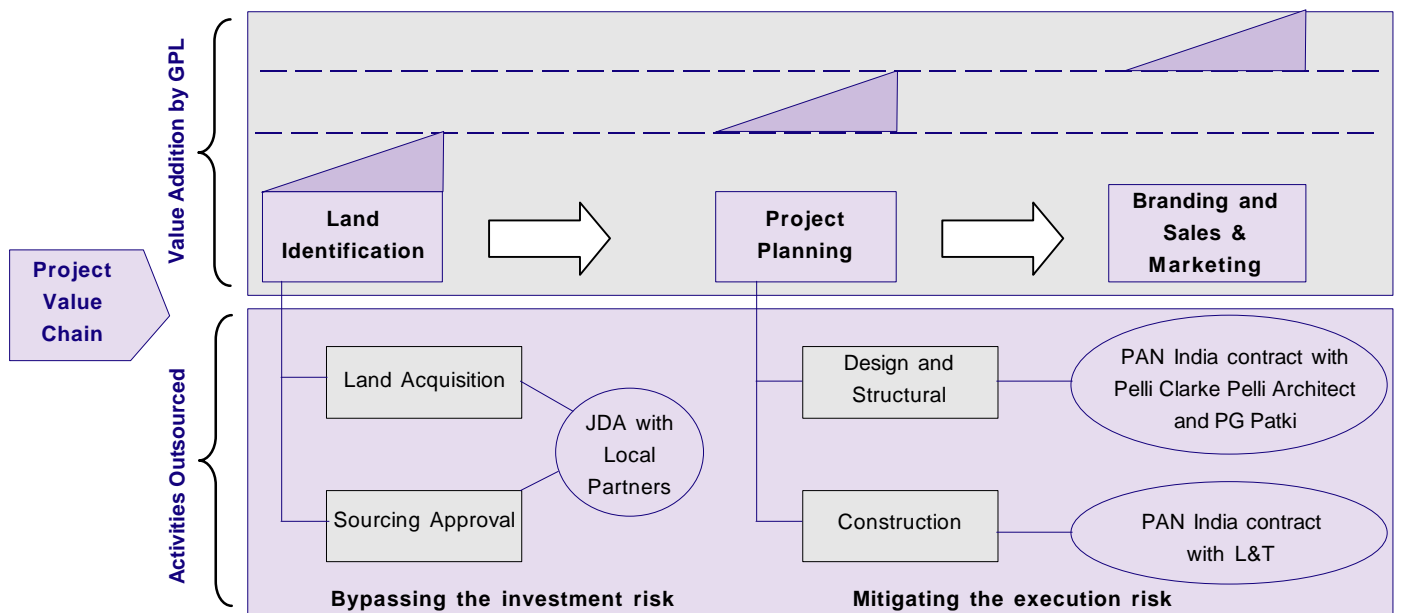 Value Addition by GPL
Land
Identification
Project
Planning
Branding and
Sales &
Marketing
Project
Value
Chain
Activities Outsourced
Land Acquisition
Sourcing Approval
JDA with
Local
Partners
Design and
Structural
Construction
PAN India contract with
Pelli Clarke Pelli Architect
and PG Patki
PAN India contract
with L&T
Bypassing the investment risk
Mitigating the execution risk